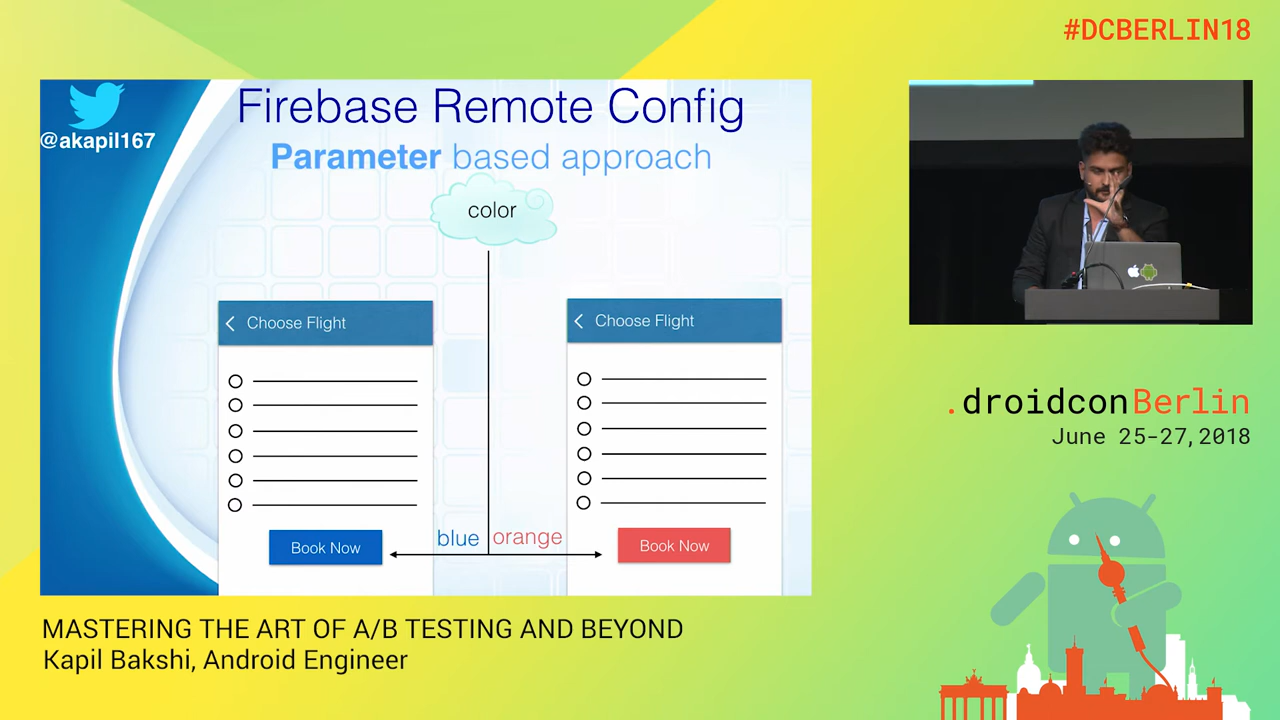 #DCBERLIN18
@akapil167
Firebase Remote Config
Parameter based approach
color
Choose Flight
Choose Flight
blue
orange
Book Now
Book Now
.droidconBerlin
June 25-27,2018
MASTERING THE ART OF A/B TESTING AND BEYOND
Kapil Bakshi, Android Engineer